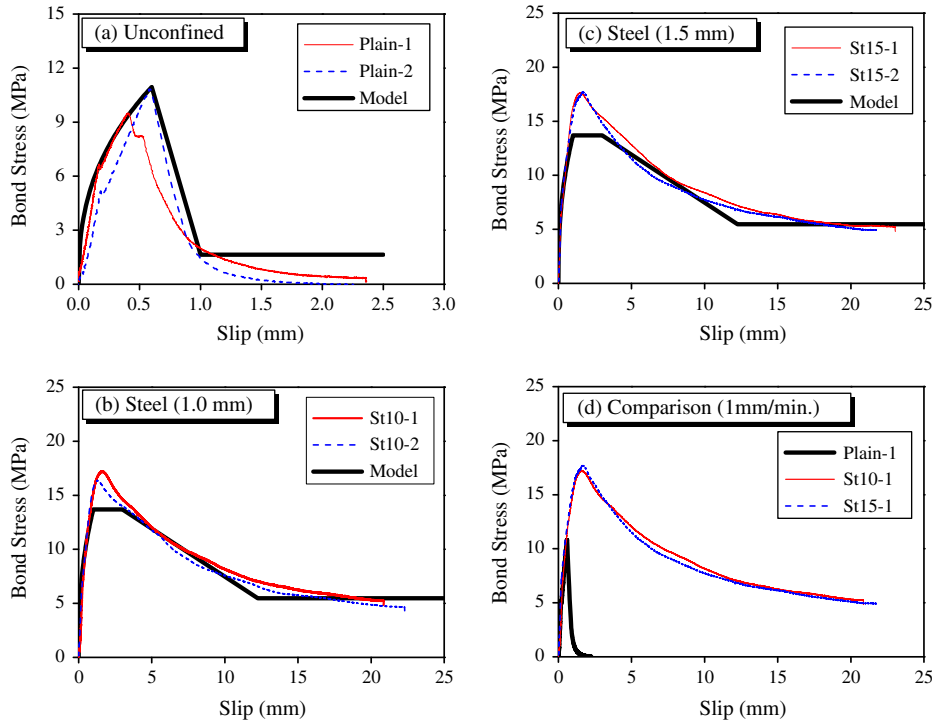 (a) Unconfined
Plain-1
Plain-2
Model
Bond Stress (MPa)
15
12
9
6
3
0
0.0 0.5 1.0 1.5 2.0 2.5 3.0
Slip (mm)
(c) Steel (1.5 mm)
St15-1
St15-2
Model
Bond Stress (MPa)
25
20
15
10
5
0
0 5 10 15 20 25
Slip (mm)
(b) Steel (1.0 mm)
St10-1
St10-2
Model
Bond Stress (MPa)
25
20
15
10
5
0
0 5 10 15 20 25
Slip (mm)
(d) Comparison (1mm/min.)
Plain-1
St10-1
St15-1
Bond Stress (MPa)
25
20
15
10
5
0
0 5 10 15 20 25
Slip (mm)